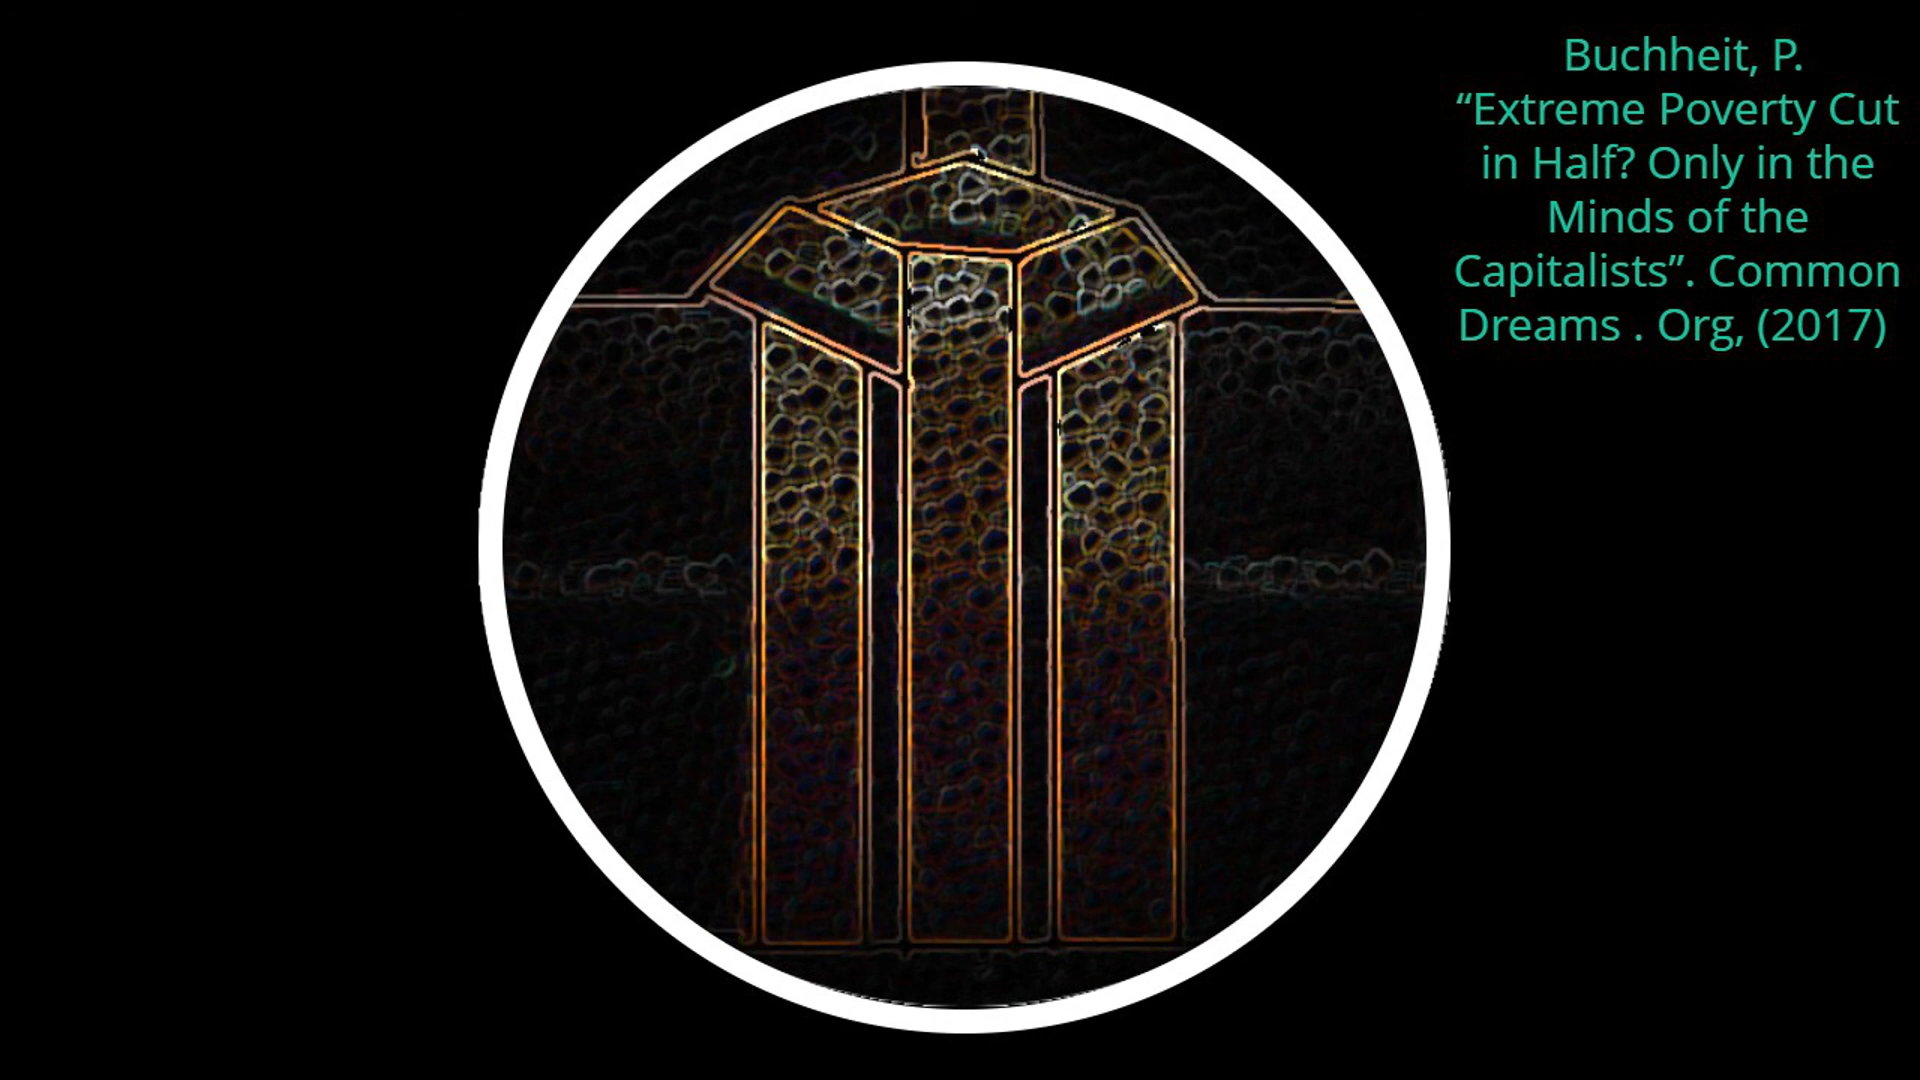 Buchheit, P.
“Extreme Poverty Cut
in Half? Only in the
Minds of the
Capitalists”. Common
Dreams . Org, (2017)